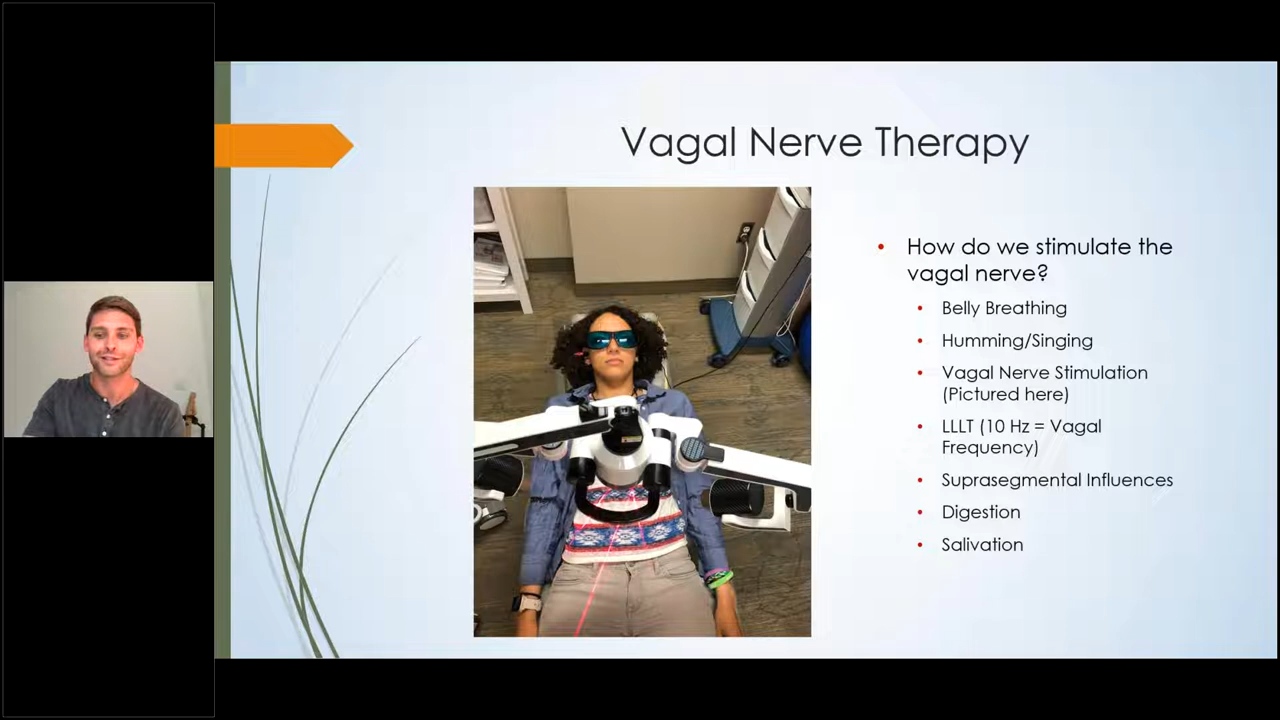 Vagal Nerve Therapy
How do we stimulate the
vagal nerve?
Belly Breathing
Humming/Singing
Vagal Nerve Stimulation
(Pictured here)
LLLT (10 Hz = Vagal
Frequency)
Suprasegmental Influences
Digestion
Salivation